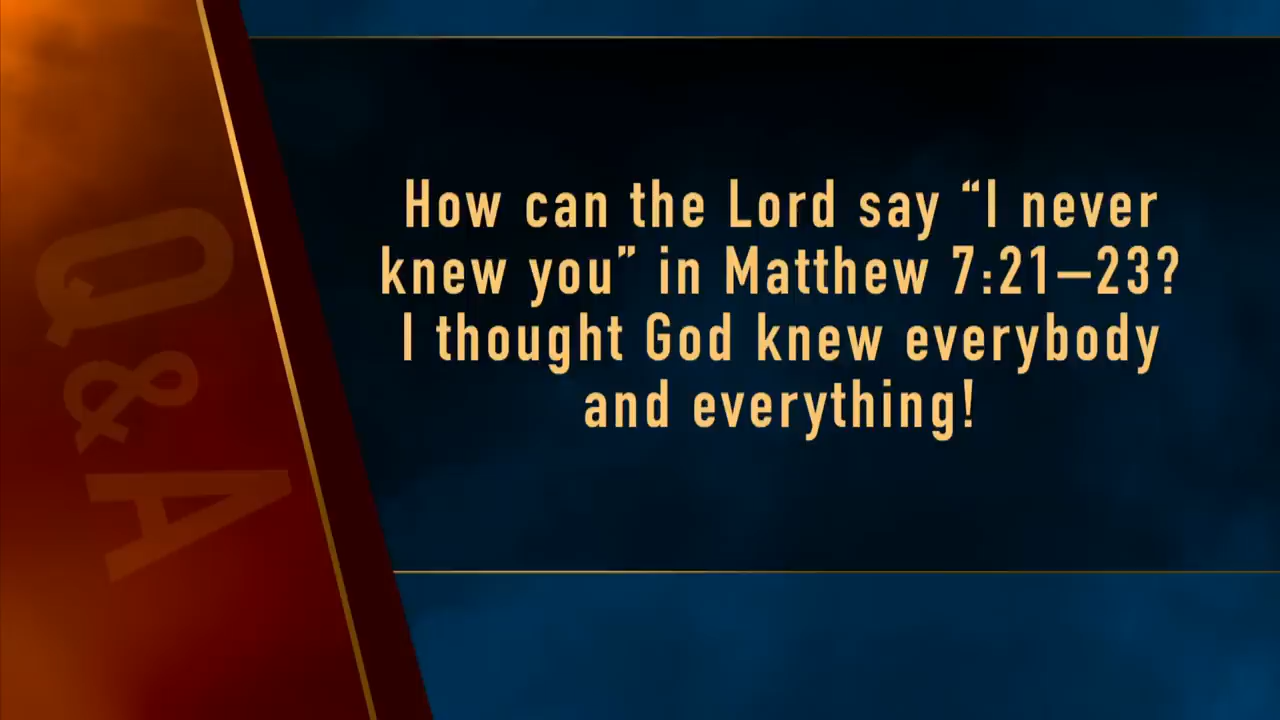 Q&A
How can the Lord say “I never
knew you” in Matthew 7:21–23?
I thought God knew everybody
and everything!